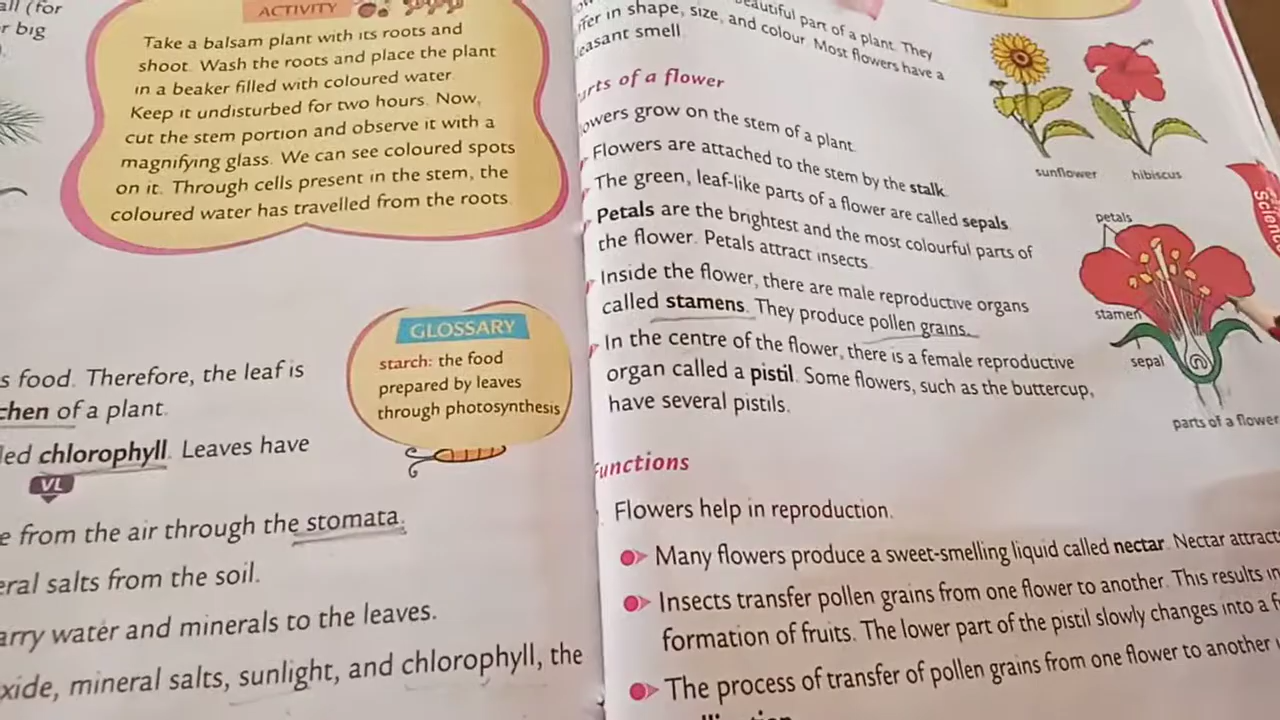 all (for
r big
ACTIVITY
Take a balsam plant with its roots and
shoot. Wash the roots and place the plant
in a beaker filled with coloured water.
Keep it undisturbed for two hours. Now,
cut the stem portion and observe it with a
magnifying glass. We can see coloured spots
on it. Through cells present in the stem, the
coloured water has travelled from the roots.
GLOSSARY
starch: the food
prepared by leaves
through photosynthesis
s food. Therefore, the leaf is
chen of a plant.
led chlorophyll. Leaves have
VL
e from the air through the stomata.
eral salts from the soil.
arry water and minerals to the leaves.
xide, mineral salts, sunlight, and chlorophyll, the
eautiful part of a plant. They
ffer in shape, size, and colour. Most flowers have a
easant smell.
arts of a flower
owers grow on the stem of a plant.
Flowers are attached to the stem by the stalk.
The green, leaf-like parts of a flower are called sepals.
Petals are the brightest and the most colourful parts of
the flower. Petals attract insects.
Inside the flower, there are male reproductive organs
called stamens. They produce pollen grains.
In the centre of the flower, there is a female reproductive
organ called a pistil. Some flowers, such as the buttercup,
have several pistils.
sunflower
hibiscus
Scien
petals
stamen
sepal
parts of a flower
Functions
Flowers help in reproduction.
Many flowers produce a sweet-smelling liquid called nectar. Nectar attract
Insects transfer pollen grains from one flower to another. This results in
formation of fruits. The lower part of the pistil slowly changes into a f
The process of transfer of pollen grains from one flower to another